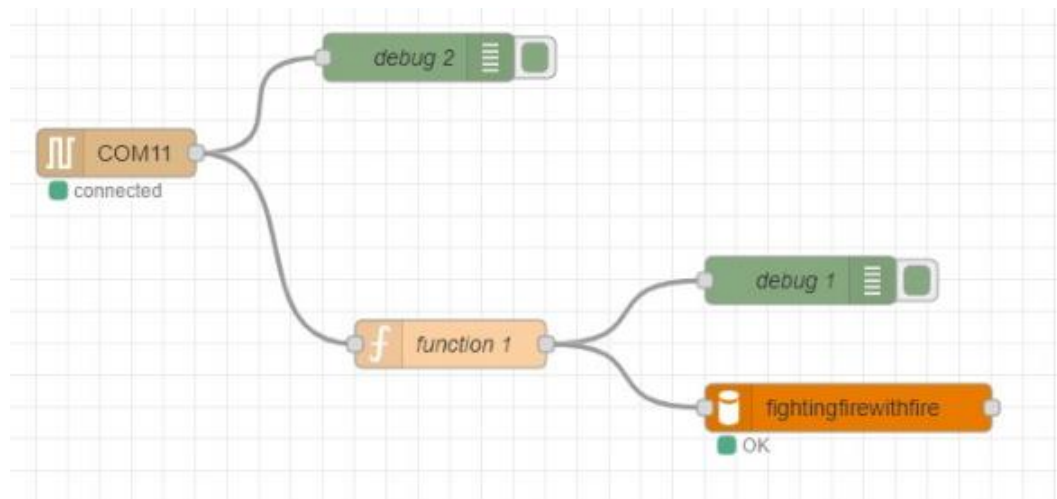 debug 2
COM11
connected
debug 1
function 1
fightingfirewithfire
OK